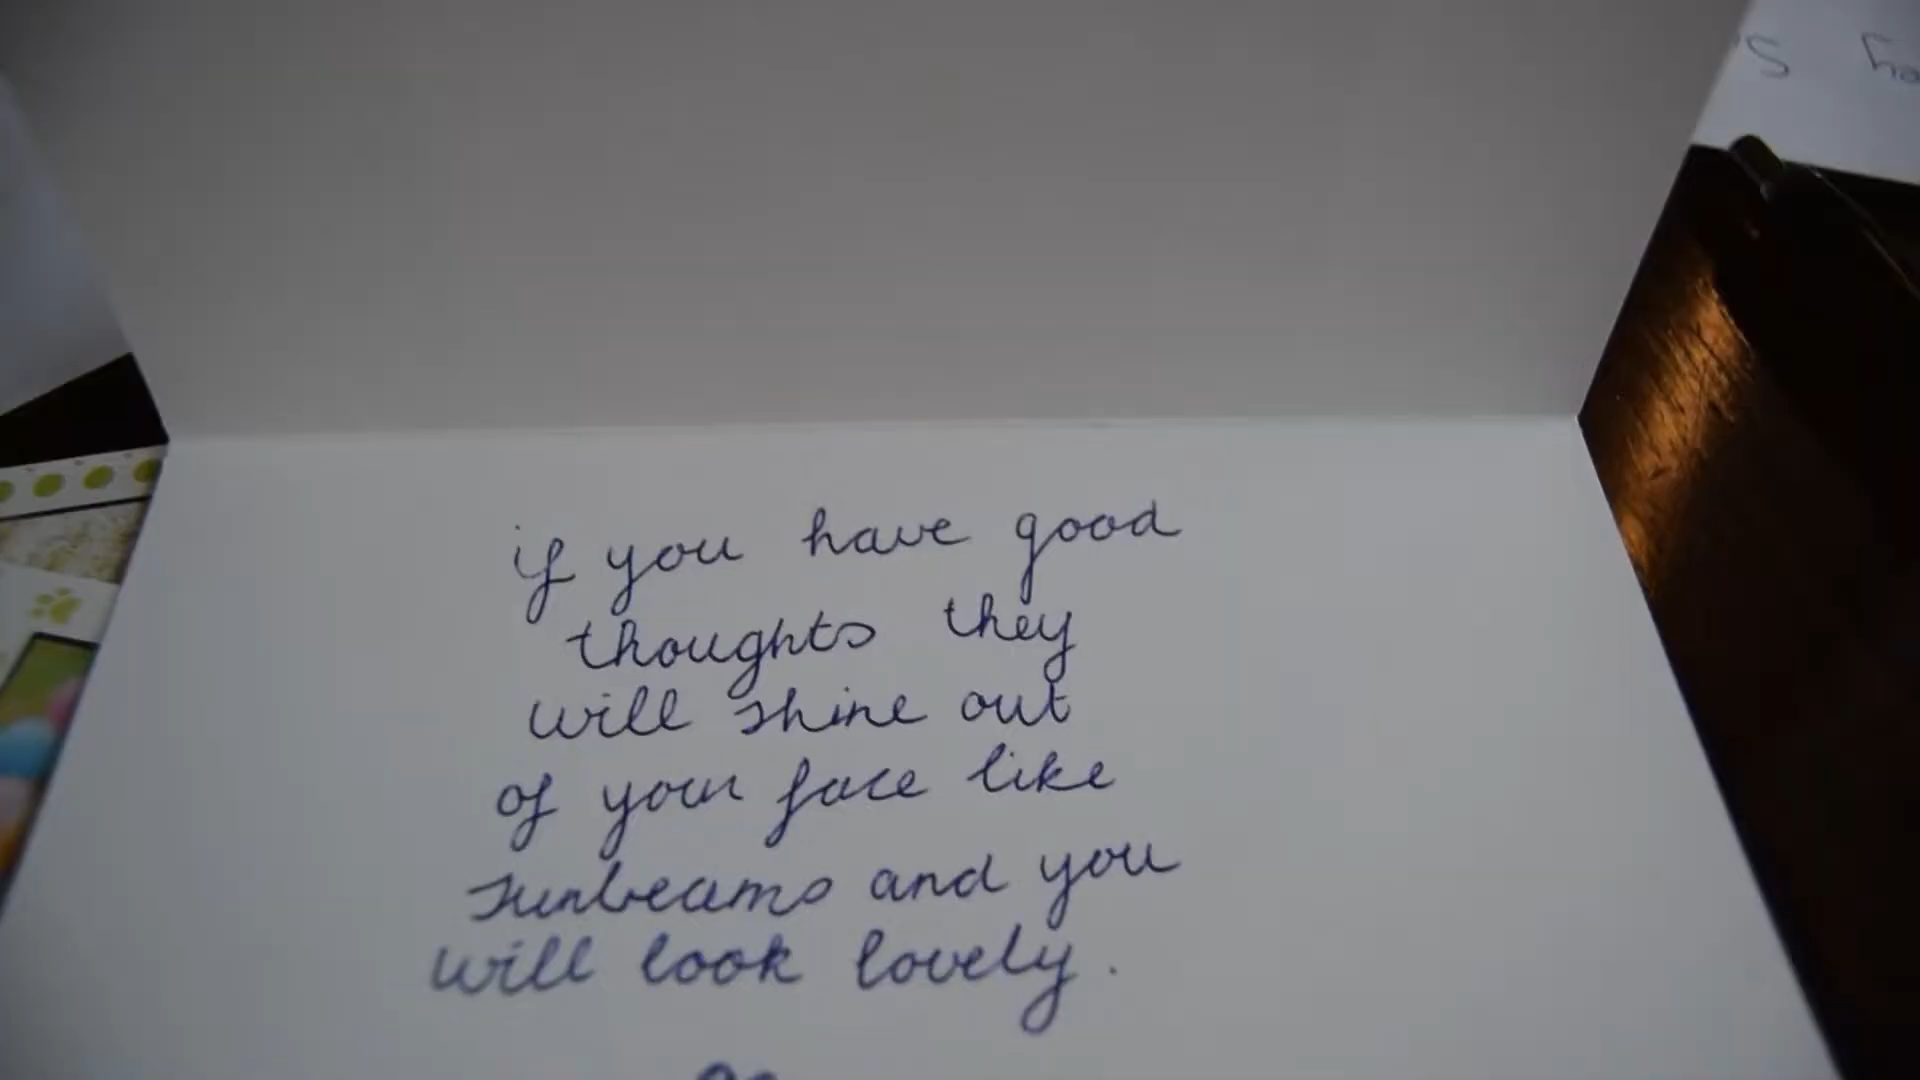 if you have good
thoughts they
will shine out
of your face like
sunbeams and you
will look lovely.